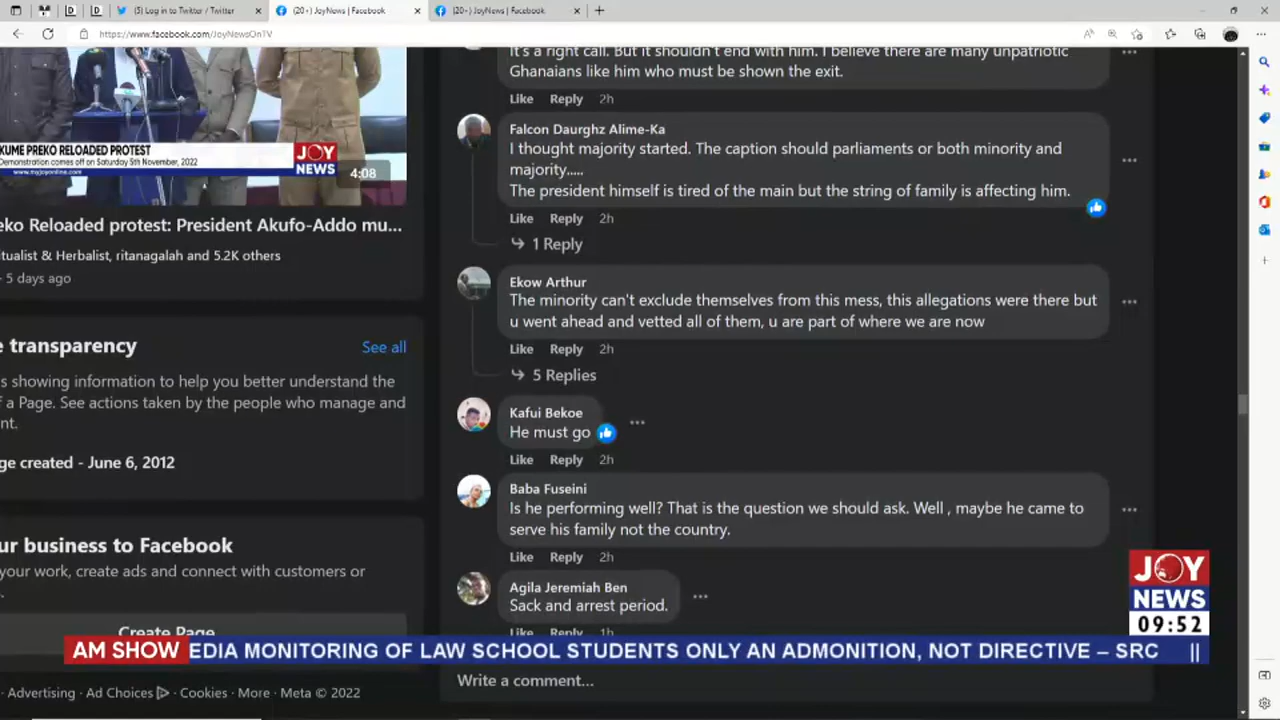 (5) Log in to Twitter / Twitter
(20+) JoyNews | Facebook
(20+) JoyNews | Facebook
https://www.facebook.com/JoyNewsOnTV
KUME PREKO RELOADED PROTEST
Demonstration comes off on Saturday 5th November, 2022
www.myjoyonline.com
JOY
NEWS
4:08
eko Reloaded protest: President Akufo-Addo mu...
itualist & Herbalist, ritanagalah and 5.2K others
· 5 days ago
e transparency
See all
s showing information to help you better understand the
f a Page. See actions taken by the people who manage and
nt.
ge created - June 6, 2012
ur business to Facebook
your work, create ads and connect with customers or
Create Page
Advertising · Ad Choices · Cookies · More · Meta © 2022
It's a right call. But it shouldn't end with him. I believe there are many unpatriotic
Ghanaians like him who must be shown the exit.
Like Reply 2h
Falcon Daurghz Alime-Ka
I thought majority started. The caption should parliaments or both minority and
majority.....
The president himself is tired of the main but the string of family is affecting him.
Like Reply 2h
1 Reply
Ekow Arthur
The minority can't exclude themselves from this mess, this allegations were there but
u went ahead and vetted all of them, u are part of where we are now
Like Reply 2h
5 Replies
Kafui Bekoe
He must go
Like Reply 2h
Baba Fuseini
Is he performing well? That is the question we should ask. Well , maybe he came to
serve his family not the country.
Like Reply 2h
Agila Jeremiah Ben
Sack and arrest period.
Like Reply 1h
Write a comment...
JOY
NEWS
09:52
AM SHOW EDIA MONITORING OF LAW SCHOOL STUDENTS ONLY AN ADMONITION, NOT DIRECTIVE – SRC ||